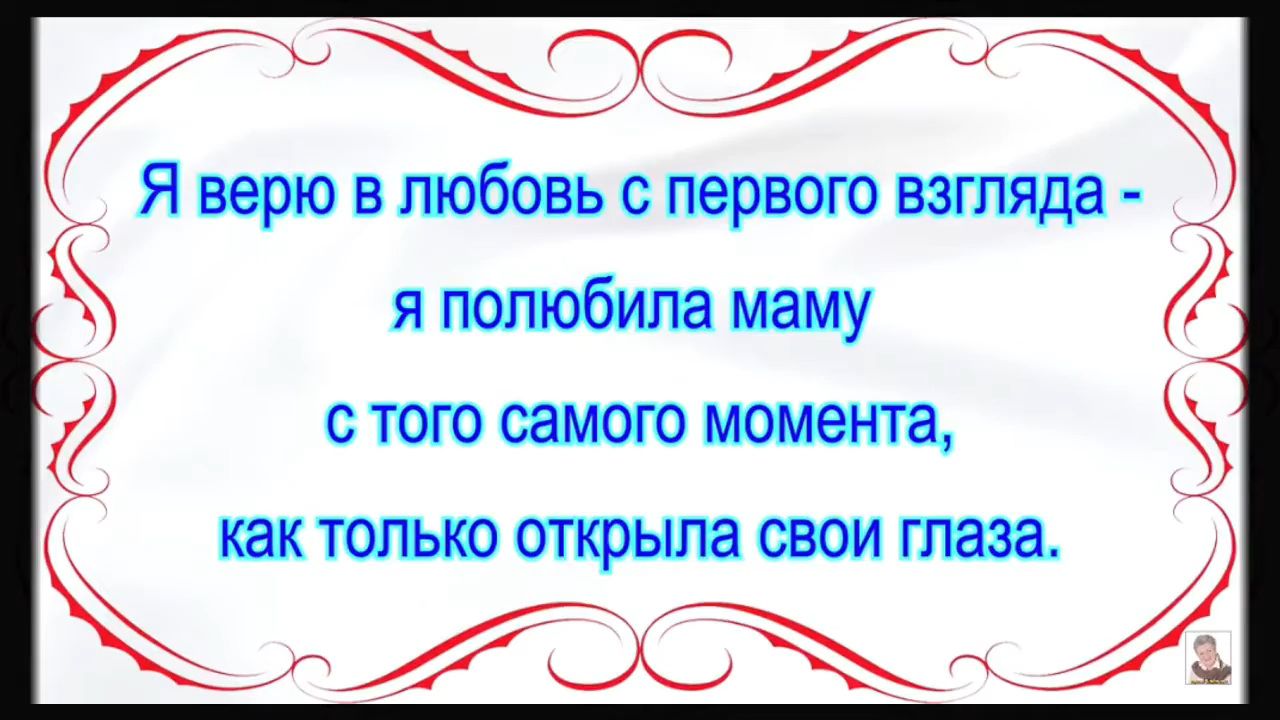 Я верю в любовь с первого взгляда -
я полюбила маму
с того самого момента,
как только открыла свои глаза.